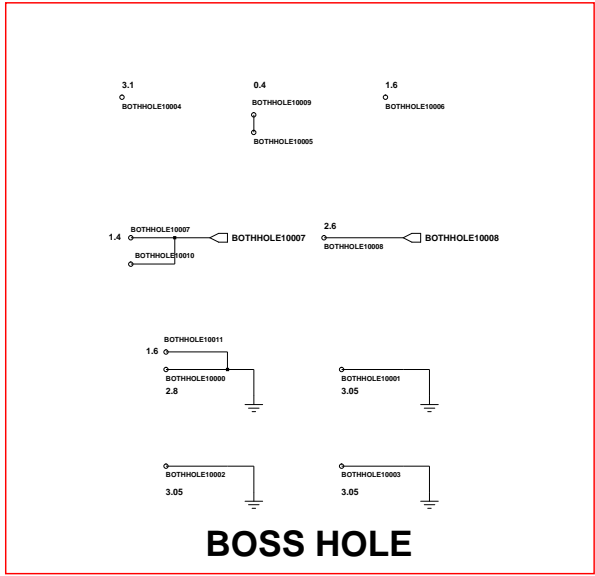 3.1
BOTHHOLE10004
0.4
BOTHHOLE10009
BOTHHOLE10005
1.6
BOTHHOLE10006
BOTHHOLE10007
1.4
BOTHHOLE10007
BOTHHOLE10010
2.6
BOTHHOLE10008
BOTHHOLE10008
BOTHHOLE10011
1.6
BOTHHOLE10000
2.8
BOTHHOLE10001
3.05
BOTHHOLE10002
3.05
BOTHHOLE10003
3.05
BOSS HOLE